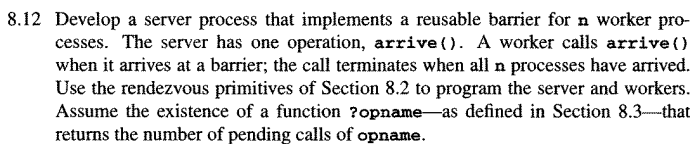 8.12 Develop a server process that implements a reusable barrier for n worker pro-
cesses. The server has one operation, arrive(). A worker calls arrive()
when it arrives at a barrier; the call terminates when all n processes have arrived.
Use the rendezvous primitives of Section 8.2 to program the server and workers.
Assume the existence of a function ?opname—as defined in Section 8.3—that
returns the number of pending calls of opname.